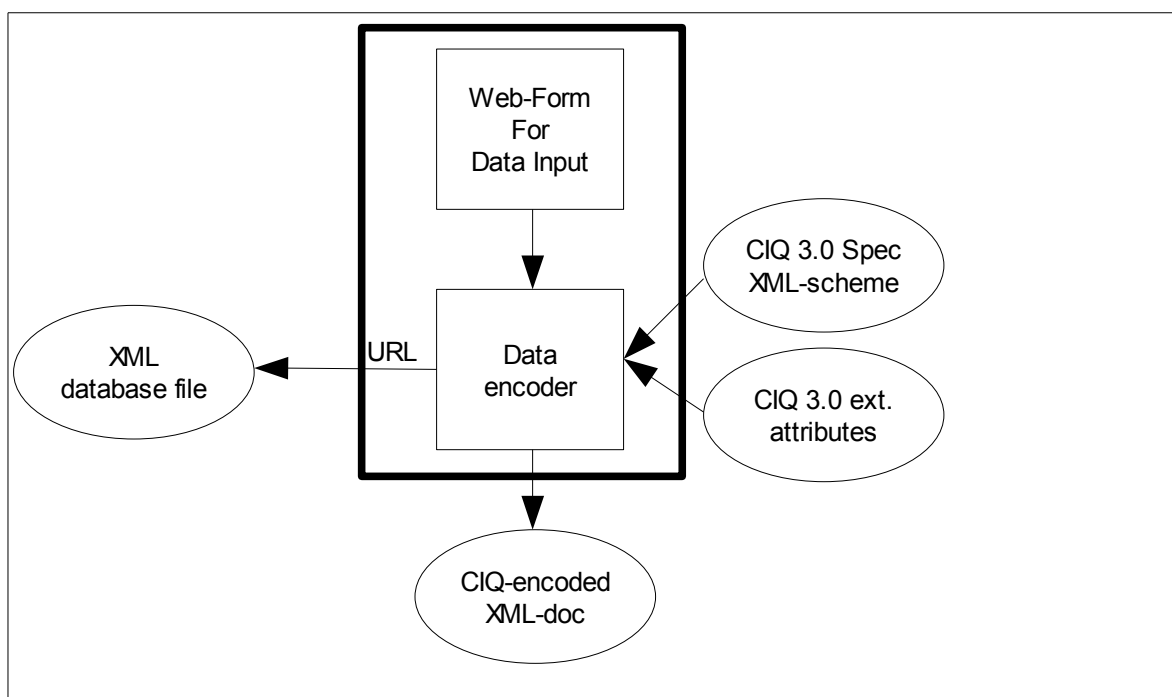 Web-Form
For
Data Input
CIQ 3.0 Spec
XML-scheme
XML
database file
URL
Data
encoder
CIQ 3.0 ext.
attributes
CIQ-encoded
XML-doc